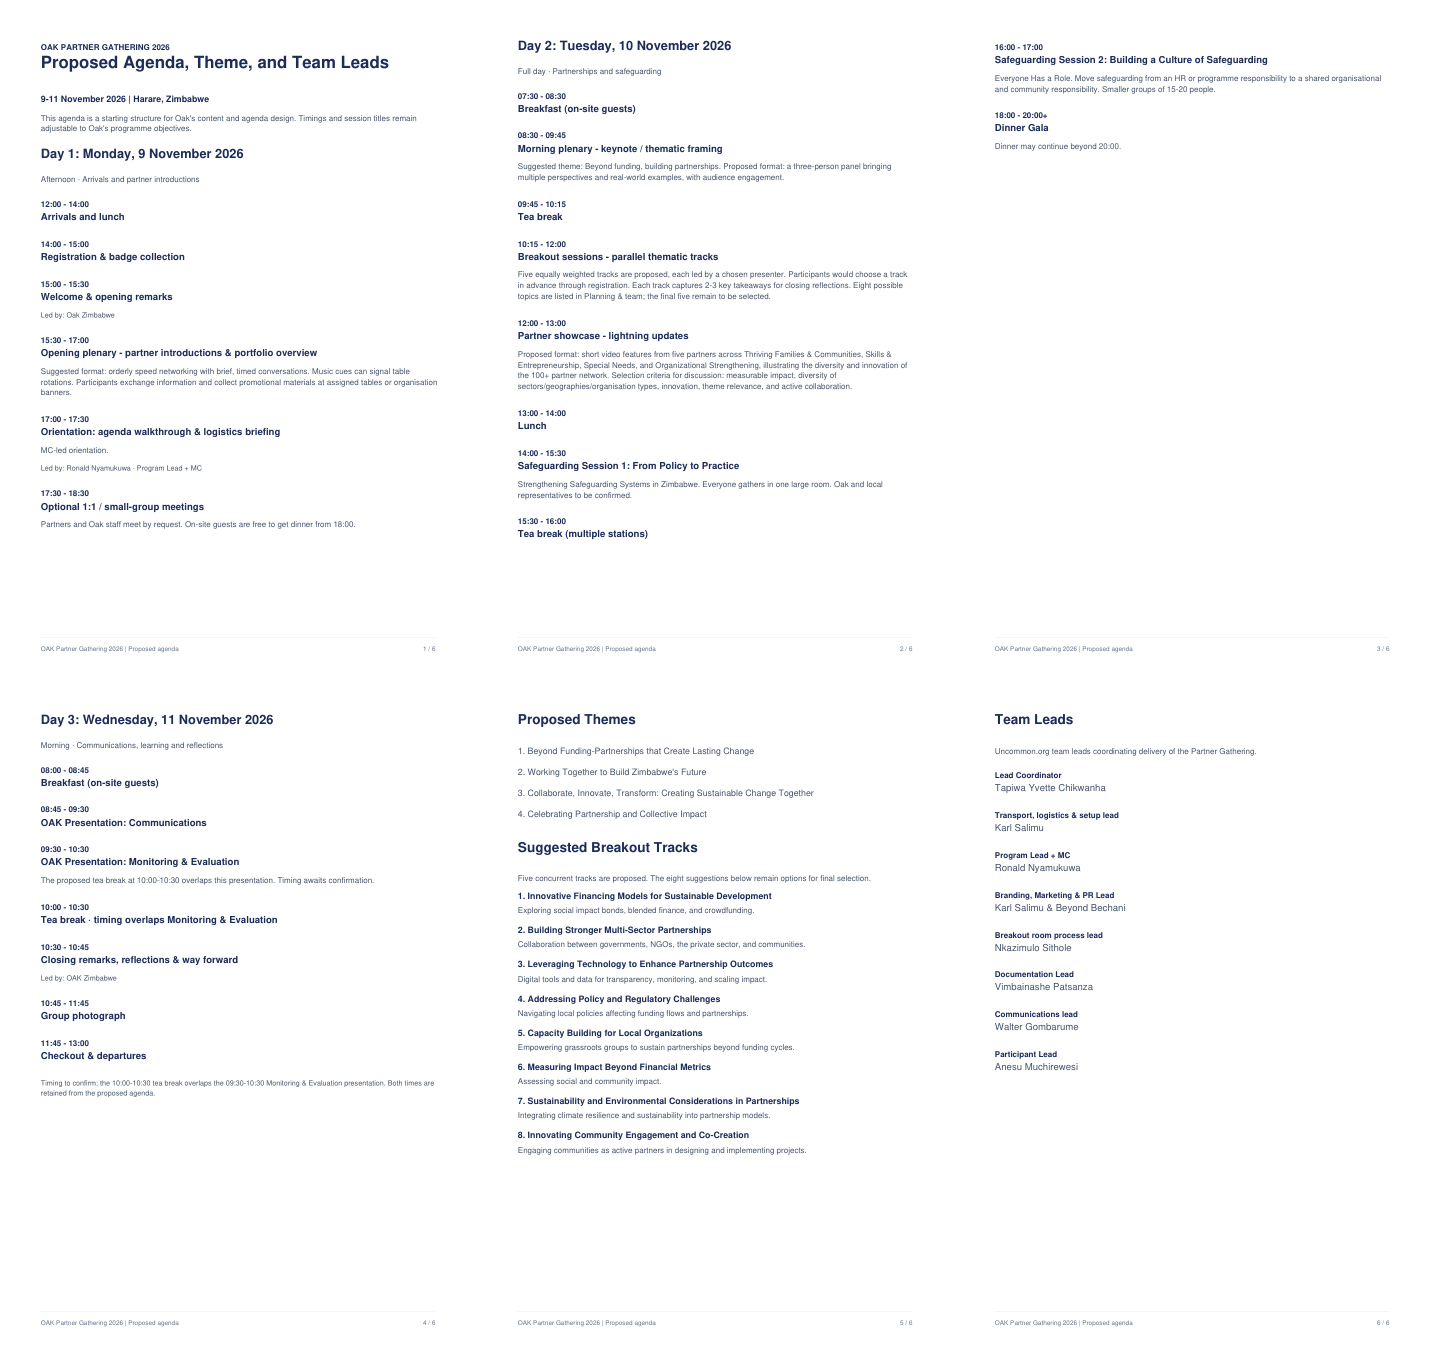 OAK PARTNER GATHERING 2026
Proposed Agenda, Theme, and Team Leads
9-11 November 2026 | Harare, Zimbabwe
This agenda is a starting structure for Oak's content and agenda design. Timings and session titles remain
adjustable to Oak's programme objectives.
Day 1: Monday, 9 November 2026
Afternoon · Arrivals and partner introductions
12:00 - 14:00
Arrivals and lunch
14:00 - 15:00
Registration & badge collection
15:00 - 15:30
Welcome & opening remarks
Led by: Oak Zimbabwe
15:30 - 17:00
Opening plenary - partner introductions & portfolio overview
Suggested format: orderly speed networking with brief, timed conversations. Music cues can signal table
rotations. Participants exchange information and collect promotional materials at assigned tables or organisation
banners.
17:00 - 17:30
Orientation: agenda walkthrough & logistics briefing
MC-led orientation.
Led by: Ronald Nyamukuwa · Program Lead + MC
17:30 - 18:30
Optional 1:1 / small-group meetings
Partners and Oak staff meet by request. On-site guests are free to get dinner from 18:00.
OAK Partner Gathering 2026 | Proposed agenda
1 / 6
Day 2: Tuesday, 10 November 2026
Full day · Partnerships and safeguarding
07:30 - 08:30
Breakfast (on-site guests)
08:30 - 09:45
Morning plenary - keynote / thematic framing
Suggested theme: Beyond funding, building partnerships. Proposed format: a three-person panel bringing
multiple perspectives and real-world examples, with audience engagement.
09:45 - 10:15
Tea break
10:15 - 12:00
Breakout sessions - parallel thematic tracks
Five equally weighted tracks are proposed, each led by a chosen presenter. Participants would choose a track
in advance through registration. Each track captures 2-3 key takeaways for closing reflections. Eight possible
topics are listed in Planning & team; the final five remain to be selected.
12:00 - 13:00
Partner showcase - lightning updates
Proposed format: short video features from five partners across Thriving Families & Communities, Skills &
Entrepreneurship, Special Needs, and Organizational Strengthening, illustrating the diversity and innovation of
the 100+ partner network. Selection criteria for discussion: measurable impact, diversity of
sectors/geographies/organisation types, innovation, theme relevance, and active collaboration.
13:00 - 14:00
Lunch
14:00 - 15:30
Safeguarding Session 1: From Policy to Practice
Strengthening Safeguarding Systems in Zimbabwe. Everyone gathers in one large room. Oak and local
representatives to be confirmed.
15:30 - 16:00
Tea break (multiple stations)
OAK Partner Gathering 2026 | Proposed agenda
2 / 6
16:00 - 17:00
Safeguarding Session 2: Building a Culture of Safeguarding
Everyone Has a Role. Move safeguarding from an HR or programme responsibility to a shared organisational
and community responsibility. Smaller groups of 15-20 people.
18:00 - 20:00+
Dinner Gala
Dinner may continue beyond 20:00.
OAK Partner Gathering 2026 | Proposed agenda
3 / 6
Day 3: Wednesday, 11 November 2026
Morning · Communications, learning and reflections
08:00 - 08:45
Breakfast (on-site guests)
08:45 - 09:30
OAK Presentation: Communications
09:30 - 10:30
OAK Presentation: Monitoring & Evaluation
The proposed tea break at 10:00-10:30 overlaps this presentation. Timing awaits confirmation.
10:00 - 10:30
Tea break · timing overlaps Monitoring & Evaluation
10:30 - 10:45
Closing remarks, reflections & way forward
Led by: OAK Zimbabwe
10:45 - 11:45
Group photograph
11:45 - 13:00
Checkout & departures
Timing to confirm: the 10:00-10:30 tea break overlaps the 09:30-10:30 Monitoring & Evaluation presentation. Both times are
retained from the proposed agenda.
OAK Partner Gathering 2026 | Proposed agenda
4 / 6
Proposed Themes
1. Beyond Funding-Partnerships that Create Lasting Change
2. Working Together to Build Zimbabwe's Future
3. Collaborate, Innovate, Transform: Creating Sustainable Change Together
4. Celebrating Partnership and Collective Impact
Suggested Breakout Tracks
Five concurrent tracks are proposed. The eight suggestions below remain options for final selection.
1. Innovative Financing Models for Sustainable Development
Exploring social impact bonds, blended finance, and crowdfunding.
2. Building Stronger Multi-Sector Partnerships
Collaboration between governments, NGOs, the private sector, and communities.
3. Leveraging Technology to Enhance Partnership Outcomes
Digital tools and data for transparency, monitoring, and scaling impact.
4. Addressing Policy and Regulatory Challenges
Navigating local policies affecting funding flows and partnerships.
5. Capacity Building for Local Organizations
Empowering grassroots groups to sustain partnerships beyond funding cycles.
6. Measuring Impact Beyond Financial Metrics
Assessing social and community impact.
7. Sustainability and Environmental Considerations in Partnerships
Integrating climate resilience and sustainability into partnership models.
8. Innovating Community Engagement and Co-Creation
Engaging communities as active partners in designing and implementing projects.
OAK Partner Gathering 2026 | Proposed agenda
5 / 6
Team Leads
Uncommon.org team leads coordinating delivery of the Partner Gathering.
Lead Coordinator
Tapiwa Yvette Chikwanha
Transport, logistics & setup lead
Karl Salimu
Program Lead + MC
Ronald Nyamukuwa
Branding, Marketing & PR Lead
Karl Salimu & Beyond Bechani
Breakout room process lead
Nkazimulo Sithole
Documentation Lead
Vimbainashe Patsanza
Communications lead
Walter Gombarume
Participant Lead
Anesu Muchirewesi
OAK Partner Gathering 2026 | Proposed agenda
6 / 6